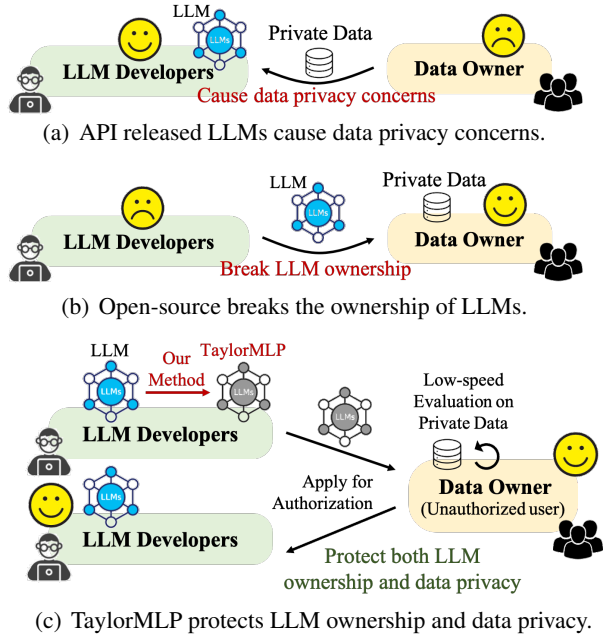 LLM
LLMs
Private Data
LLM Developers
Data Owner
Cause data privacy concerns
(a) API released LLMs cause data privacy concerns.
LLM
Private Data
LLMs
LLM Developers
Data Owner
Break LLM ownership
(b) Open-source breaks the ownership of LLMs.
LLM
Our
Method
TaylorMLP
LLMs
LLMs
LLMs
LLM Developers
Low-speed
Evaluation on
Private Data
Apply for
Authorization
Data Owner
(Unauthorized user)
LLMs
LLM Developers
Protect both LLM
ownership and data privacy
(c) TaylorMLP protects LLM ownership and data privacy.